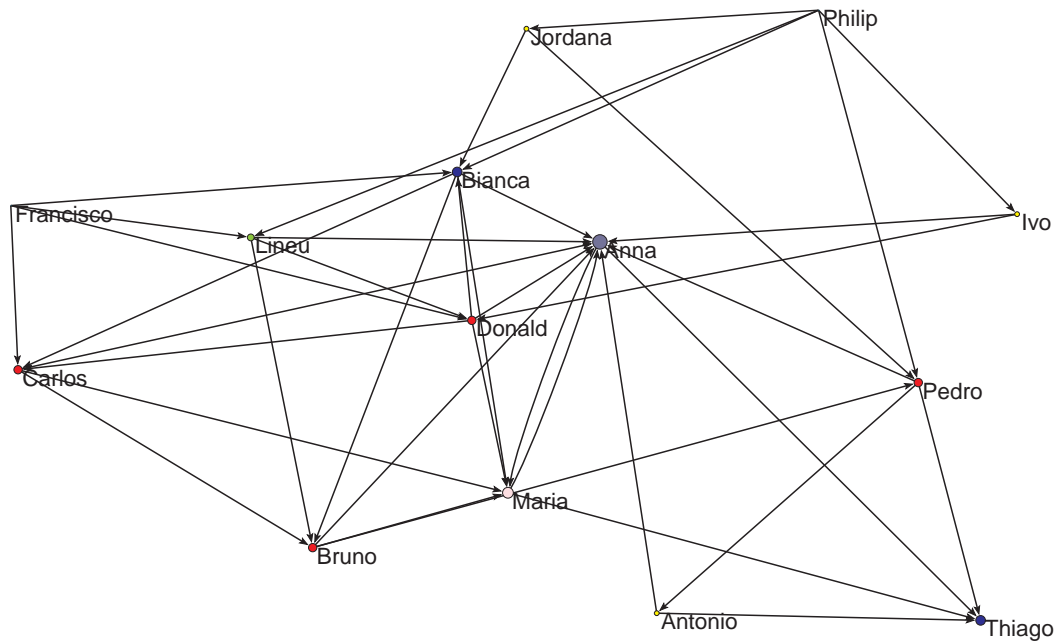 Philip
Jordana
Bianca
Francisco
Ivo
Lineu
Anna
Donald
Carlos
Pedro
Maria
Bruno
Antonio
Thiago